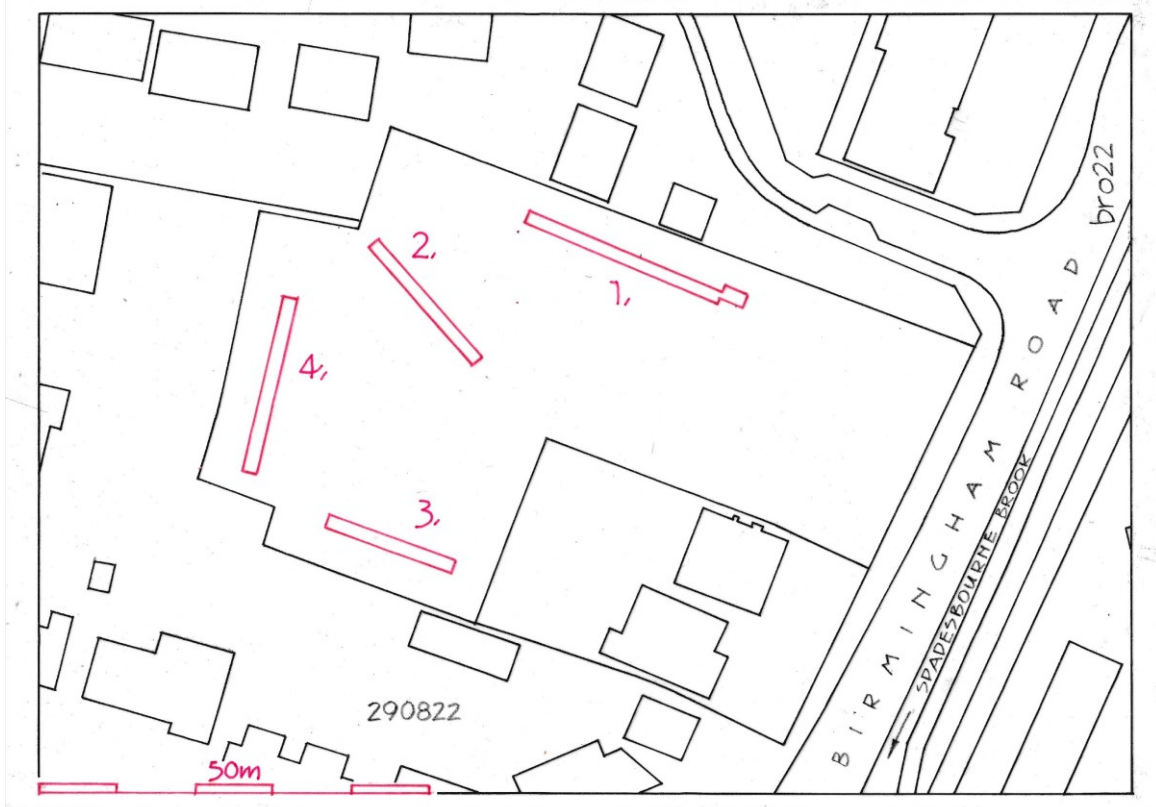 bro22
2.
1.
4.
3.
BIRMINGHAM ROAD
SPADESBOURNE BROOK
290822
50m